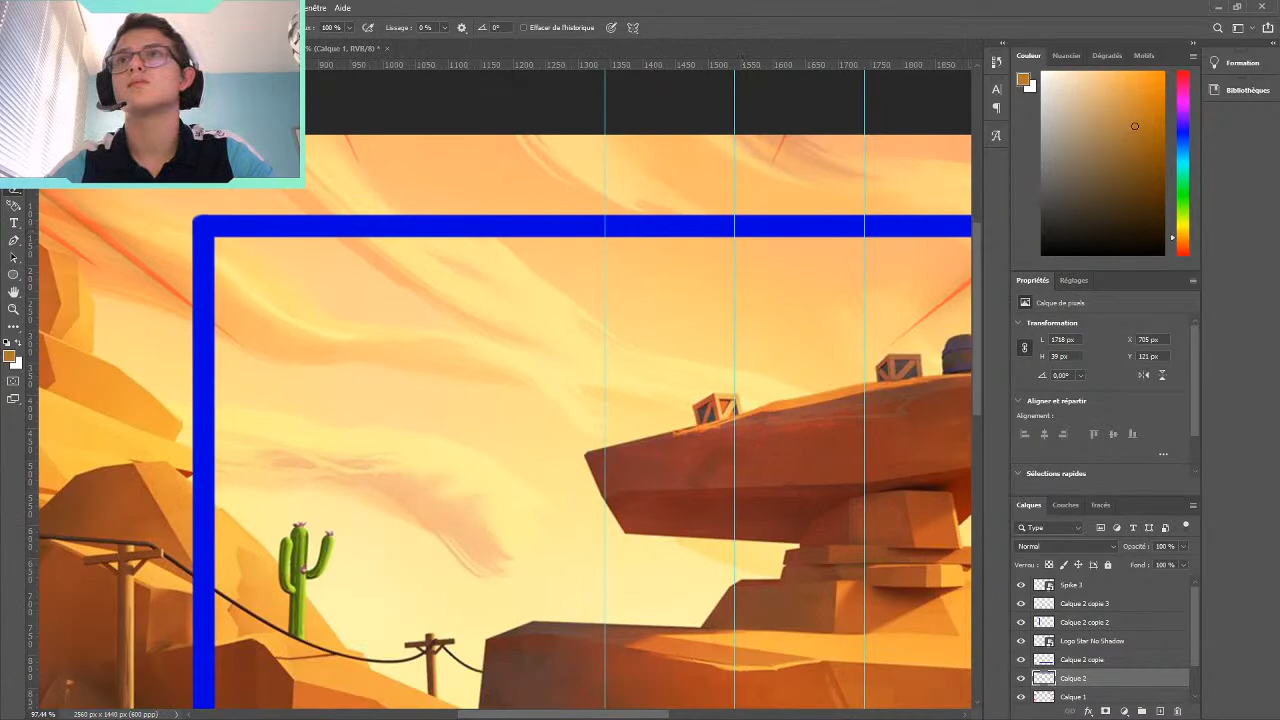 enêtre Aide
ux : 100 % Lissage : 0 % 0° Effacer de l'historique
% (Calque 1, RVB/8) * ×
900 950 1000 1050 1100 1150 1200 1250 1300 1350 1400 1450 1500 1550 1600 1650 1700 1750 1800 1850
Couleur Nuancier Dégradés Motifs
Formation
Bibliothèques
Propriétés Réglages
Calque de pixels
Transformation
L 1718 px X 705 px
H 39 px Y 121 px
0,00°
Aligner et répartir
Alignement :
Sélections rapides
Calques Couches Tracés
Type
Normal Opacité : 100 %
Verrou : Fond : 100 %
Spike 3
Calque 2 copie 3
Calque 2 copie 2
Logo Star No Shadow
Calque 2 copie
Calque 2
Calque 1
97,44 % 2560 px x 1440 px (600 ppp)